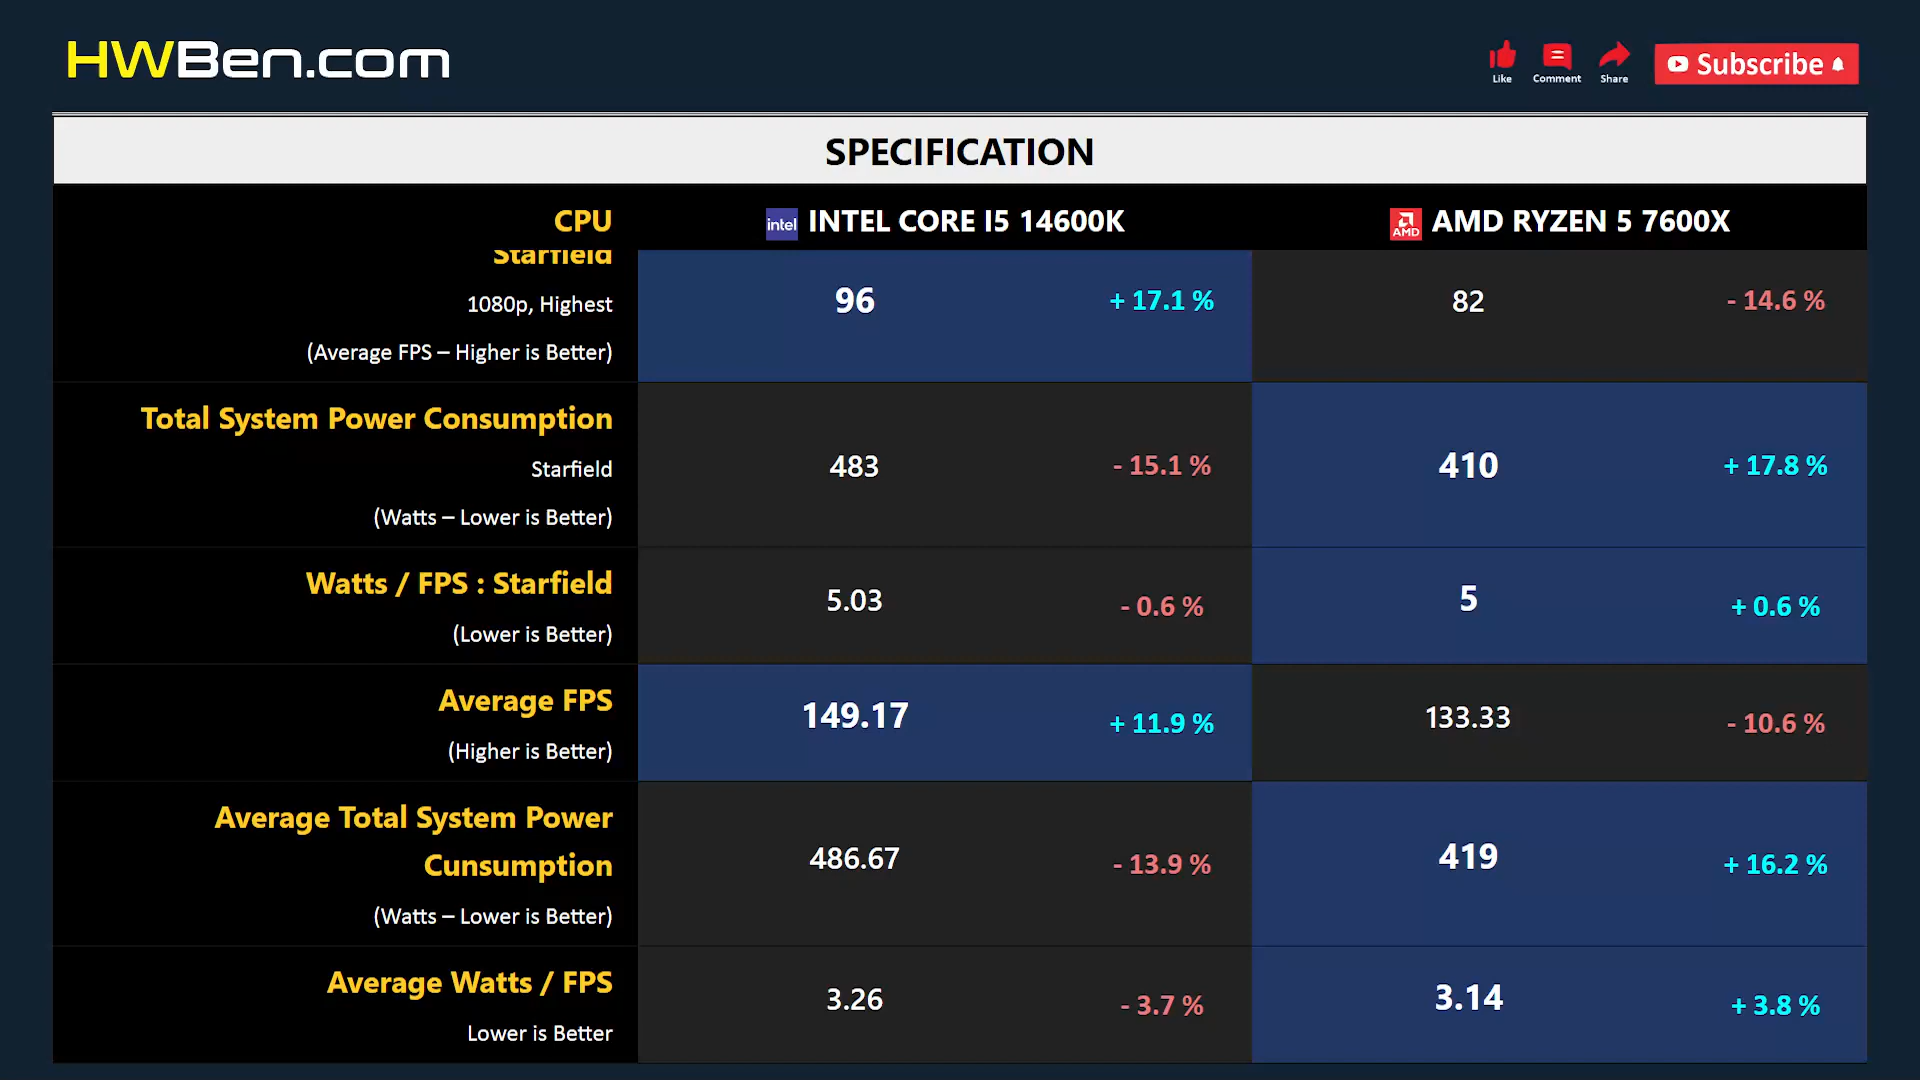 HWBen.com
Like
Comment
Share
Subscribe
SPECIFICATION
CPU
intel INTEL CORE I5 14600K
AMD AMD RYZEN 5 7600X
Starfield
1080p, Highest
(Average FPS – Higher is Better)
96
+ 17.1 %
82
- 14.6 %
Total System Power Consumption
Starfield
(Watts – Lower is Better)
483
- 15.1 %
410
+ 17.8 %
Watts / FPS : Starfield
(Lower is Better)
5.03
- 0.6 %
5
+ 0.6 %
Average FPS
(Higher is Better)
149.17
+ 11.9 %
133.33
- 10.6 %
Average Total System Power
Cunsumption
(Watts – Lower is Better)
486.67
- 13.9 %
419
+ 16.2 %
Average Watts / FPS
Lower is Better
3.26
- 3.7 %
3.14
+ 3.8 %